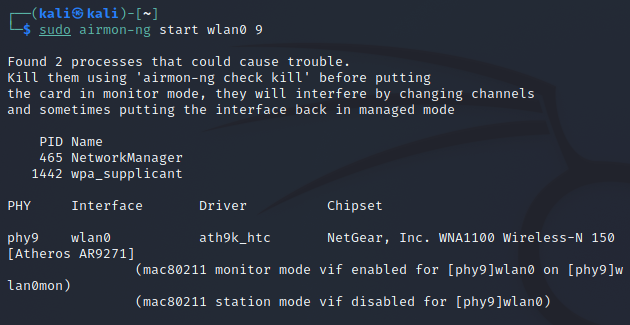 ┌──(kali㉿kali)-[~]
└─$ sudo airmon-ng start wlan0 9
Found 2 processes that could cause trouble.
Kill them using 'airmon-ng check kill' before putting
the card in monitor mode, they will interfere by changing channels
and sometimes putting the interface back in managed mode
PID Name
465 NetworkManager
1442 wpa_supplicant
PHY Interface Driver Chipset
phy9 wlan0 ath9k_htc NetGear, Inc. WNA1100 Wireless-N 150
[Atheros AR9271]
(mac80211 monitor mode vif enabled for [phy9]wlan0 on [phy9]w
lan0mon)
(mac80211 station mode vif disabled for [phy9]wlan0)